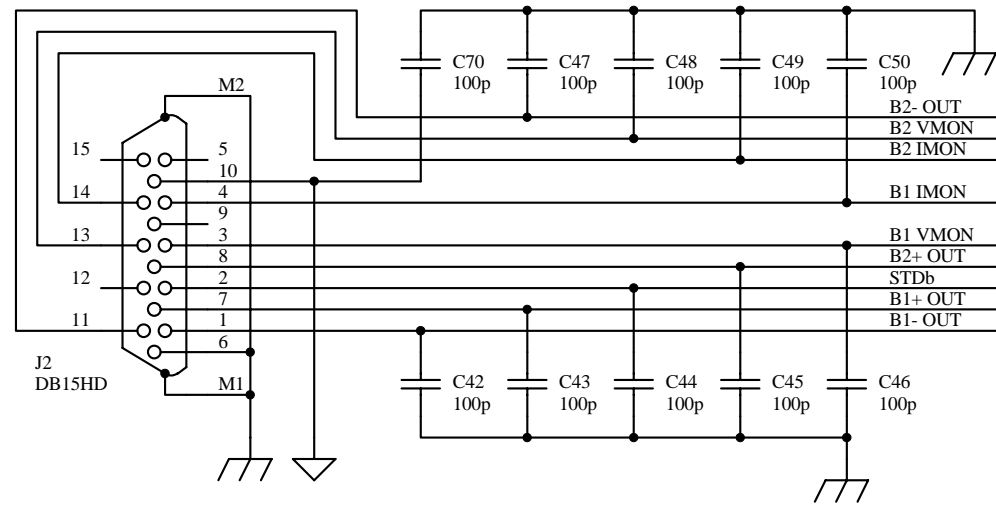 C70
100p
C47
100p
C48
100p
C49
100p
C50
100p
M2
B2- OUT
B2 VMON
B2 IMON
15
5
10
14
4
B1 IMON
9
13
3
B1 VMON
8
B2+ OUT
12
2
STDb
7
B1+ OUT
11
1
B1- OUT
6
J2
DB15HD
M1
C42
100p
C43
100p
C44
100p
C45
100p
C46
100p